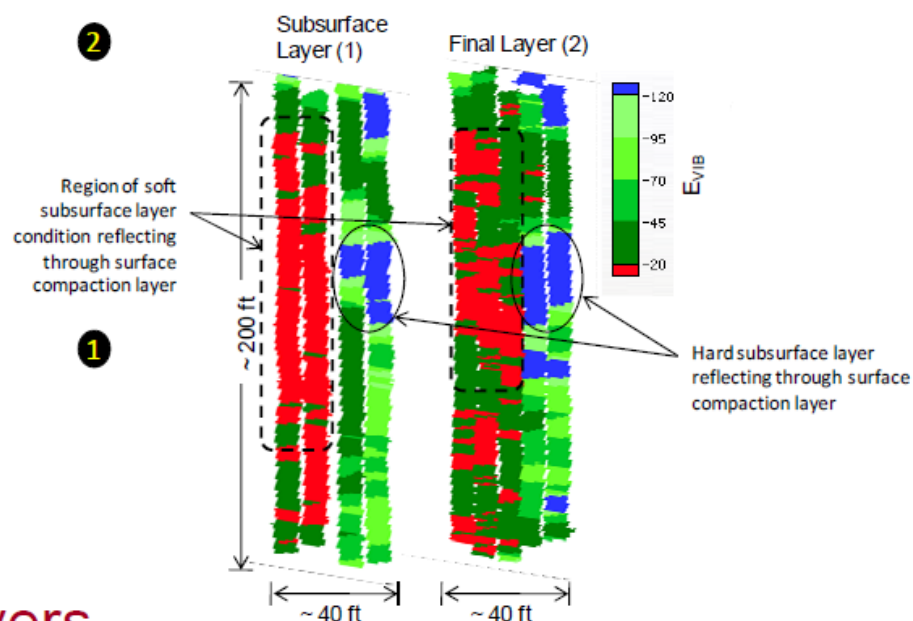 2
Subsurface
Layer (1)
Final Layer (2)
-120
-95
-70
-45
-20
E_VIB
Region of soft
subsurface layer
condition reflecting
through surface
compaction layer
1
~ 200 ft
Hard subsurface layer
reflecting through surface
compaction layer
~ 40 ft
~ 40 ft